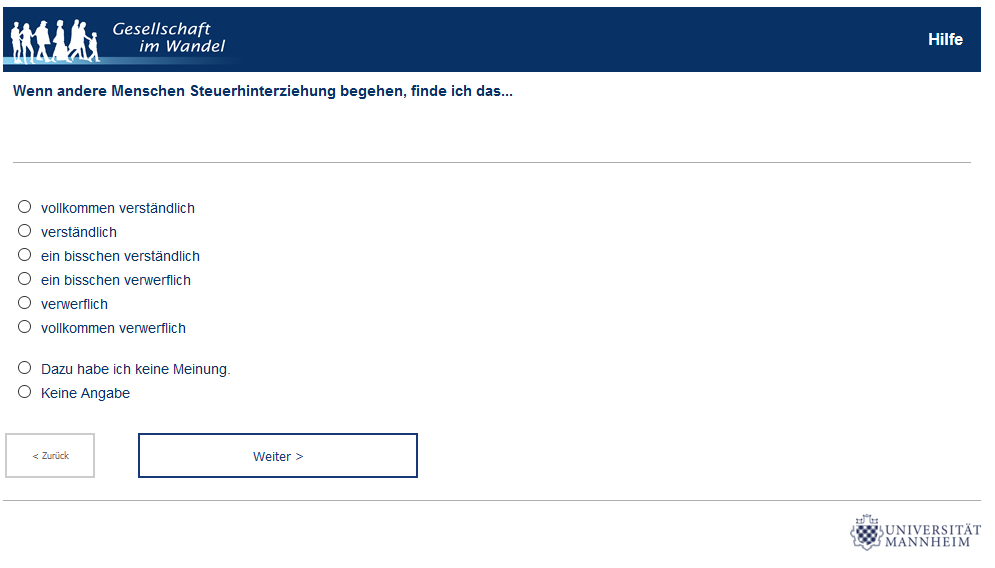 Gesellschaft
im Wandel
Hilfe
Wenn andere Menschen Steuerhinterziehung begehen, finde ich das...
vollkommen verständlich
verständlich
ein bisschen verständlich
ein bisschen verwerflich
verwerflich
vollkommen verwerflich
Dazu habe ich keine Meinung.
Keine Angabe
< Zurück
Weiter >
UNIVERSITÄT
MANNHEIM